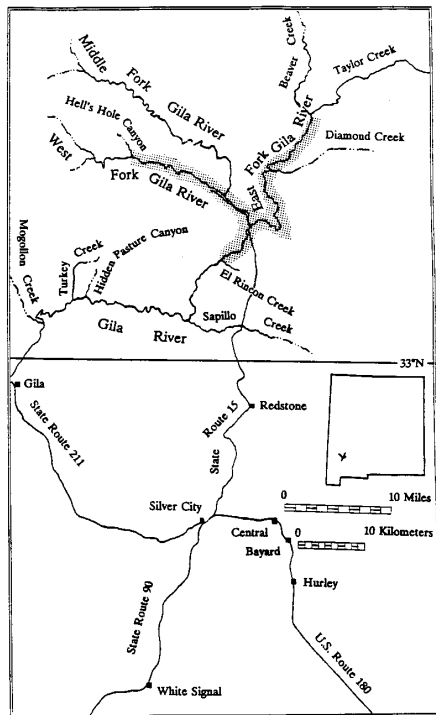 Middle Fork Gila River
Beaver Creek
Taylor Creek
Hell's Hole Canyon
East Fork Gila River
Diamond Creek
West Fork Gila River
Mogollon Creek
Turkey Creek
Hidden Pasture Canyon
El Rincon Creek
Sapillo Creek
Gila River
33°N
Gila
State Route 211
State Route 15
Redstone
0 10 Miles
Silver City
Central
0 10 Kilometers
Bayard
Hurley
State Route 90
U.S. Route 180
White Signal